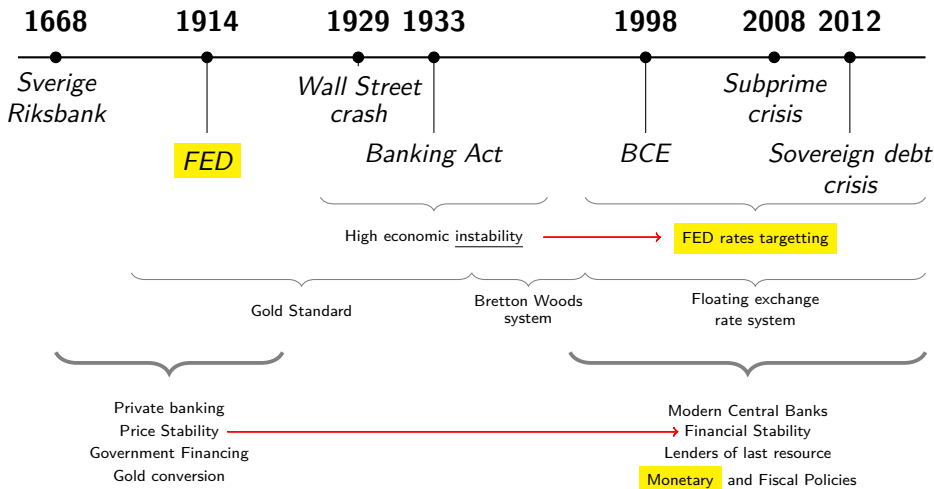 1668 1914 1929 1933 1998 2008 2012
Sverige
Riksbank
FED
Wall Street
crash
Banking Act
BCE
Subprime
crisis
Sovereign debt
crisis
High economic instability
FED rates targetting
Gold Standard
Bretton Woods
system
Floating exchange
rate system
Private banking
Price Stability
Government Financing
Gold conversion
Modern Central Banks
Financial Stability
Lenders of last resource
Monetary and Fiscal Policies